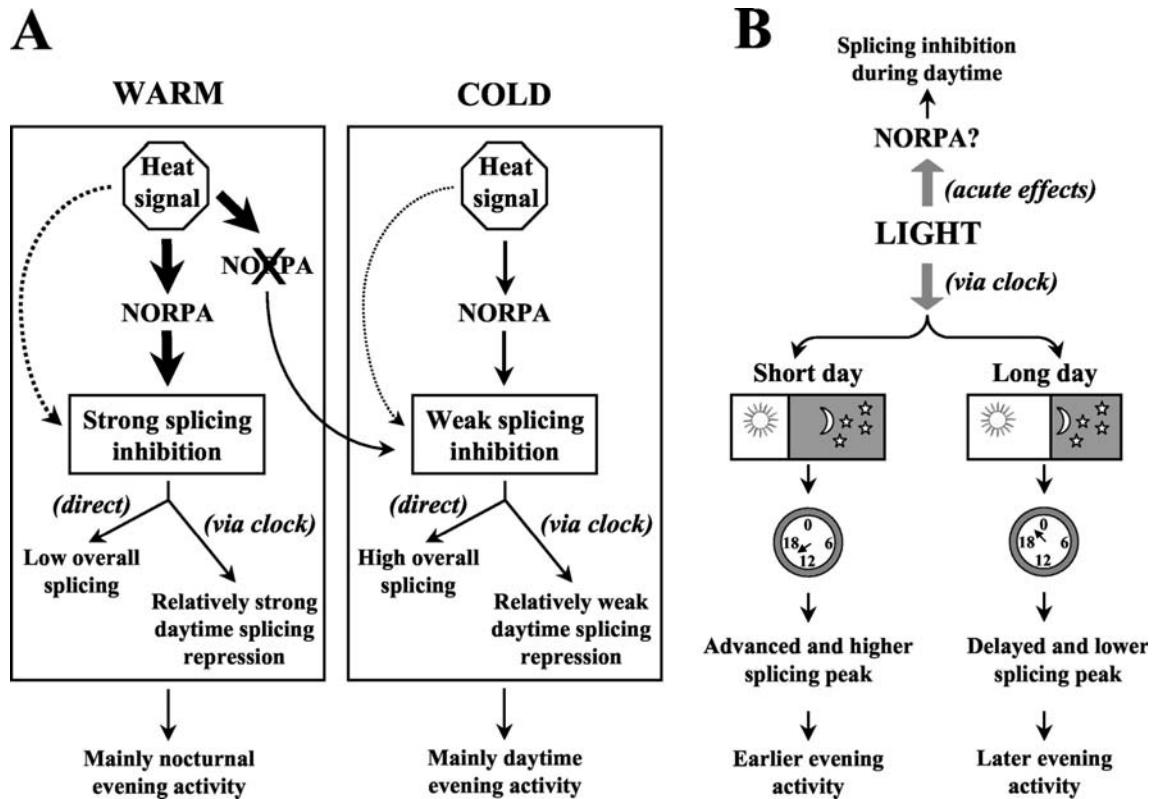 A
WARM
COLD
Heat
signal
NORPA
NORPA
Strong splicing
inhibition
(direct)
(via clock)
Low overall
splicing
Relatively strong
daytime splicing
repression
Mainly nocturnal
evening activity
Heat
signal
NORPA
Weak splicing
inhibition
(direct)
(via clock)
High overall
splicing
Relatively weak
daytime splicing
repression
Mainly daytime
evening activity
B
Splicing inhibition
during daytime
NORPA?
(acute effects)
LIGHT
(via clock)
Short day
Long day
0
18 6
12
0
18 6
12
Advanced and higher
splicing peak
Delayed and lower
splicing peak
Earlier evening
activity
Later evening
activity